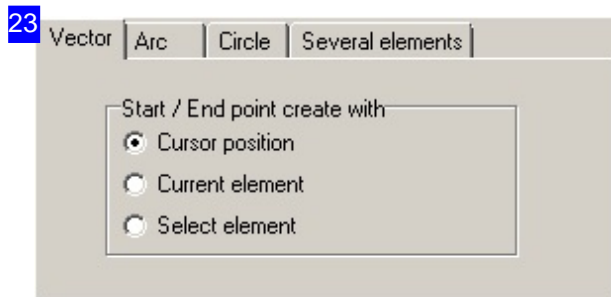 23
Vector Arc Circle Several elements
Start / End point create with
Cursor position
Current element
Select element